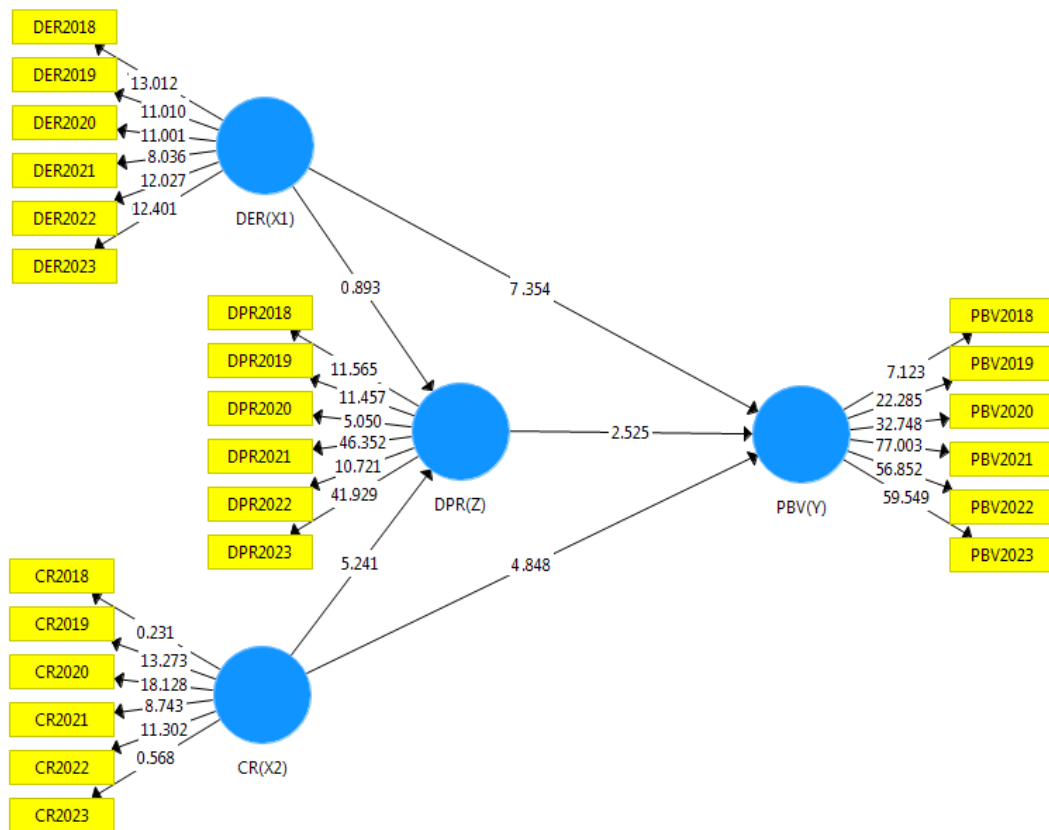 DER2018
DER2019
DER2020
DER2021
DER2022
DER2023
13.012
11.010
11.001
8.036
12.027
12.401
DER(X1)
0.893
7.354
DPR2018
DPR2019
DPR2020
DPR2021
DPR2022
DPR2023
11.565
11.457
5.050
46.352
10.721
41.929
DPR(Z)
2.525
PBV2018
PBV2019
PBV2020
PBV2021
PBV2022
PBV2023
7.123
22.285
32.748
77.003
56.852
59.549
PBV(Y)
5.241
4.848
CR2018
CR2019
CR2020
CR2021
CR2022
CR2023
0.231
13.273
18.128
8.743
11.302
0.568
CR(X2)